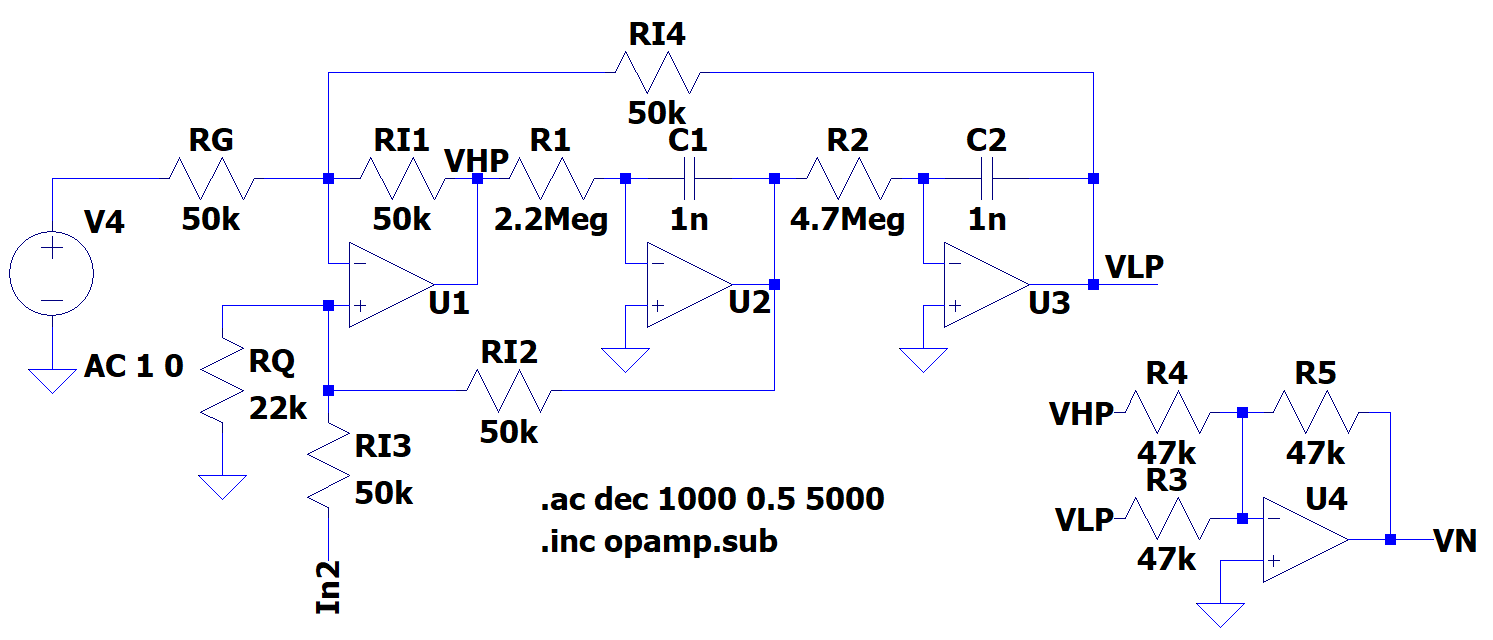 RI4
50k
RG
RI1
VHP
R1
C1
R2
C2
50k
50k
2.2Meg
1n
4.7Meg
1n
V4
U1
U2
U3
VLP
AC 1 0
RQ
22k
RI2
50k
RI3
50k
In2
.ac dec 1000 0.5 5000
.inc opamp.sub
R4
R5
VHP
47k
47k
R3
VLP
47k
U4
VN